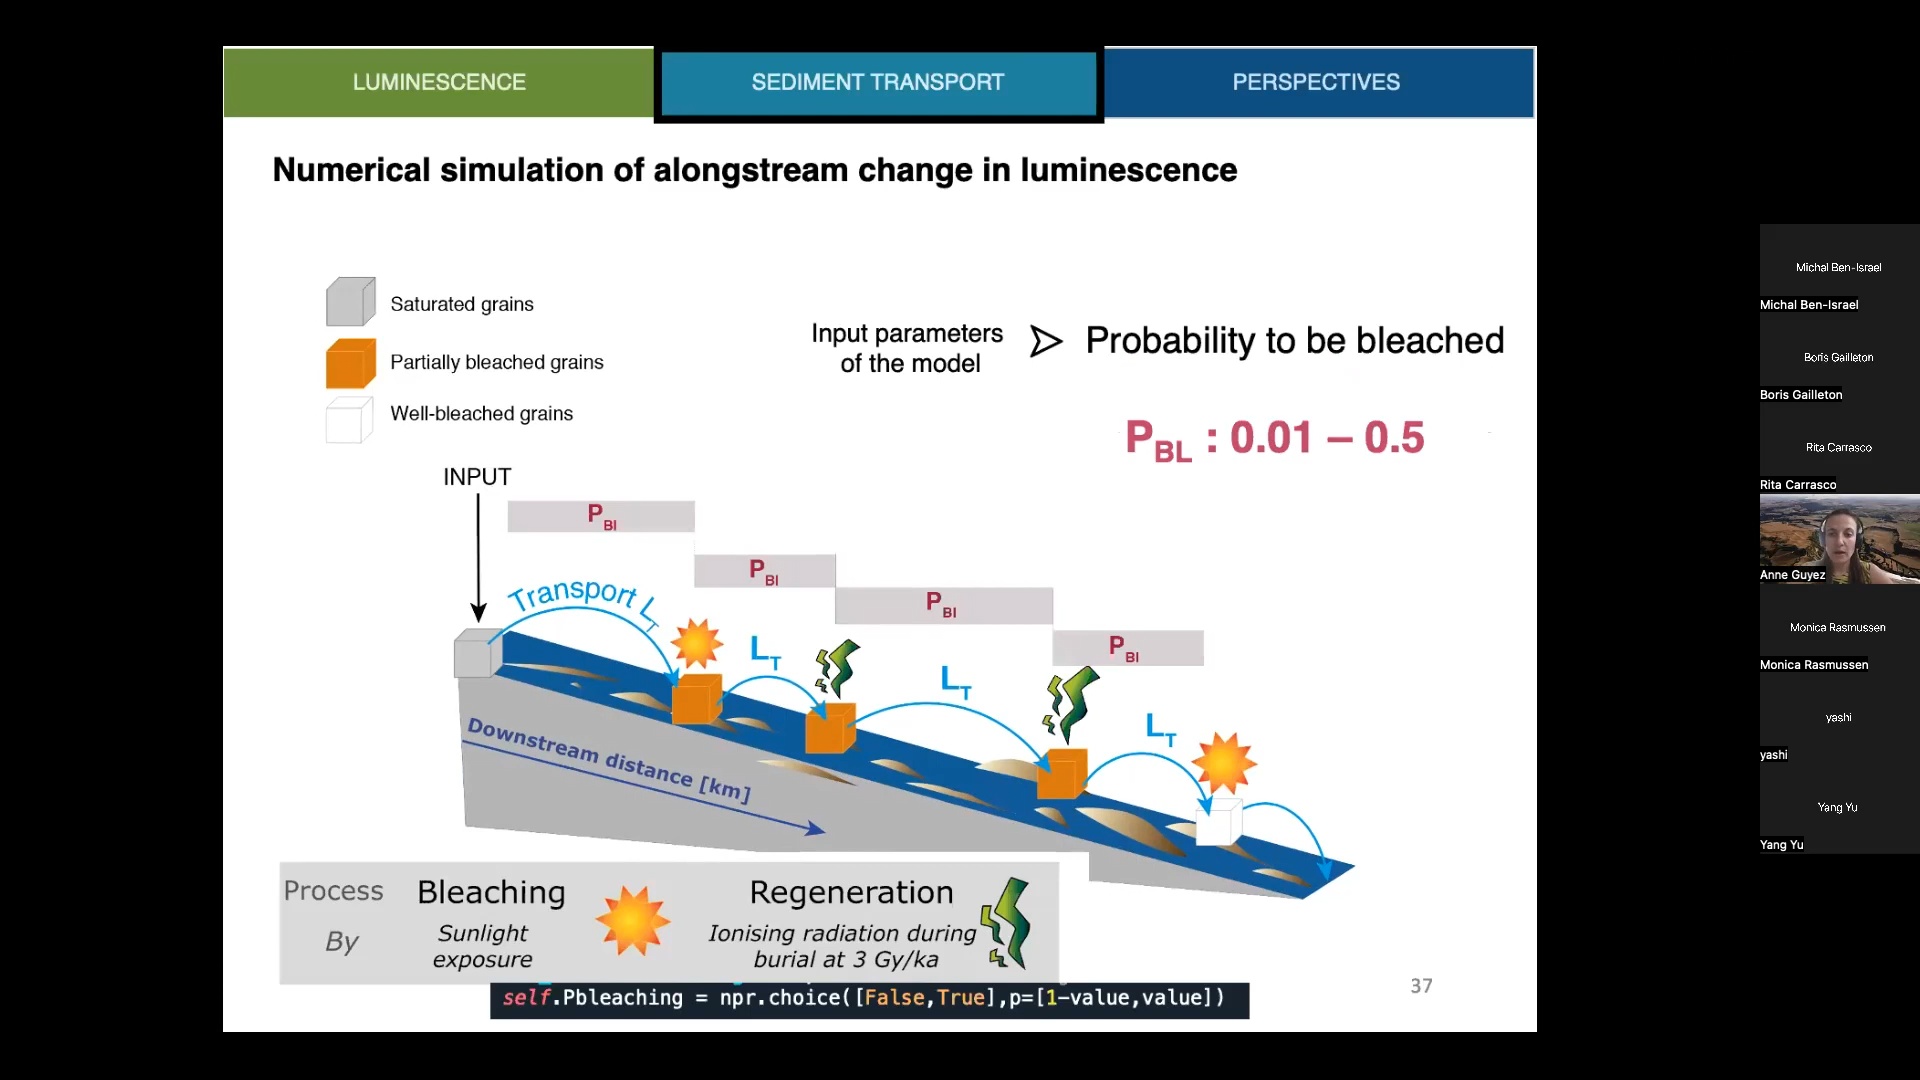 LUMINESCENCE
SEDIMENT TRANSPORT
PERSPECTIVES
Numerical simulation of alongstream change in luminescence
Saturated grains
Partially bleached grains
Well-bleached grains
Input parameters
of the model
Probability to be bleached
PBL : 0.01 – 0.5
INPUT
PBl
PBl
PBl
PBl
Transport LT
LT
LT
LT
Downstream distance [km]
Process
By
Bleaching
Sunlight
exposure
Regeneration
Ionising radiation during
burial at 3 Gy/ka
self.Pbleaching = npr.choice([False,True],p=[1-value,value])
37
Michal Ben-Israel
Michal Ben-Israel
Boris Gailleton
Boris Gailleton
Rita Carrasco
Rita Carrasco
Anne Guyez
Monica Rasmussen
Monica Rasmussen
yashi
yashi
Yang Yu
Yang Yu